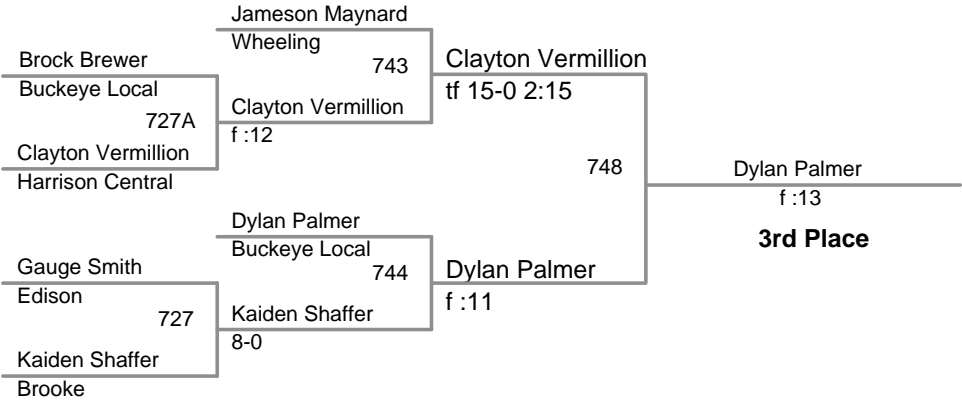 Jameson Maynard
Wheeling
Brock Brewer
Buckeye Local
743
Clayton Vermillion
tf 15-0 2:15
727A
Clayton Vermillion
f :12
Clayton Vermillion
Harrison Central
748
Dylan Palmer
f :13
3rd Place
Dylan Palmer
Buckeye Local
Gauge Smith
Edison
744
Dylan Palmer
f :11
727
Kaiden Shaffer
8-0
Kaiden Shaffer
Brooke